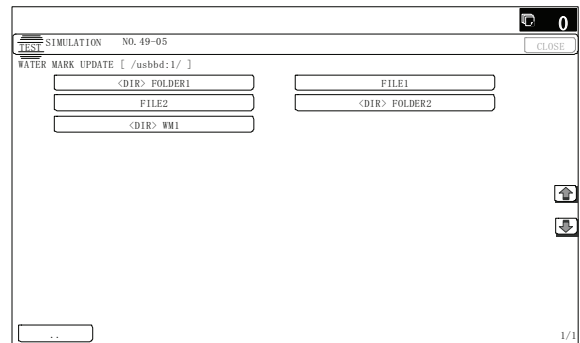 0
TEST SIMULATION NO. 49-05 CLOSE
WATER MARK UPDATE [ /usbbd:1/ ]
<DIR> FOLDER1 FILE1
FILE2 <DIR> FOLDER2
<DIR> WM1
.. 1/1